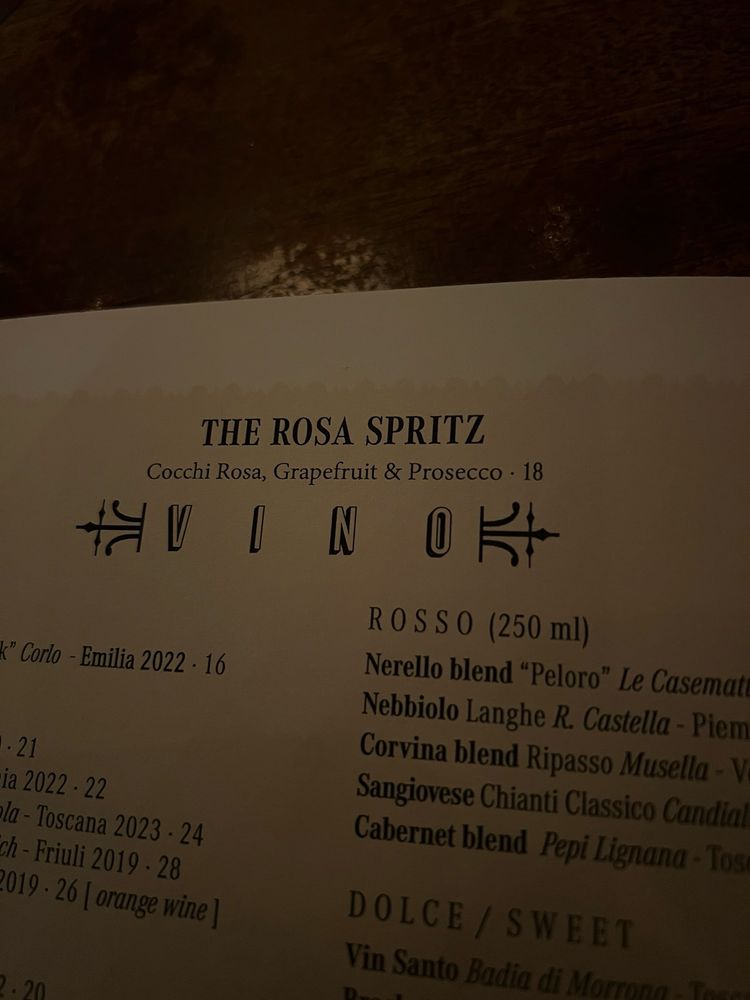 THE ROSA SPRITZ
Cocchi Rosa, Grapefruit & Prosecco · 18
VINO
k” Corlo - Emilia 2022 · 16
· 21
ia 2022 · 22
ola - Toscana 2023 · 24
ch - Friuli 2019 · 28
2019 · 26 [ orange wine ]
· 20
ROSSO (250 ml)
Nerello blend “Peloro” Le Casematt
Nebbiolo Langhe R. Castella - Piem
Corvina blend Ripasso Musella - V
Sangiovese Chianti Classico Candial
Cabernet blend Pepi Lignana - Tos
DOLCE / SWEET
Vin Santo Badia di Morrona - Tos